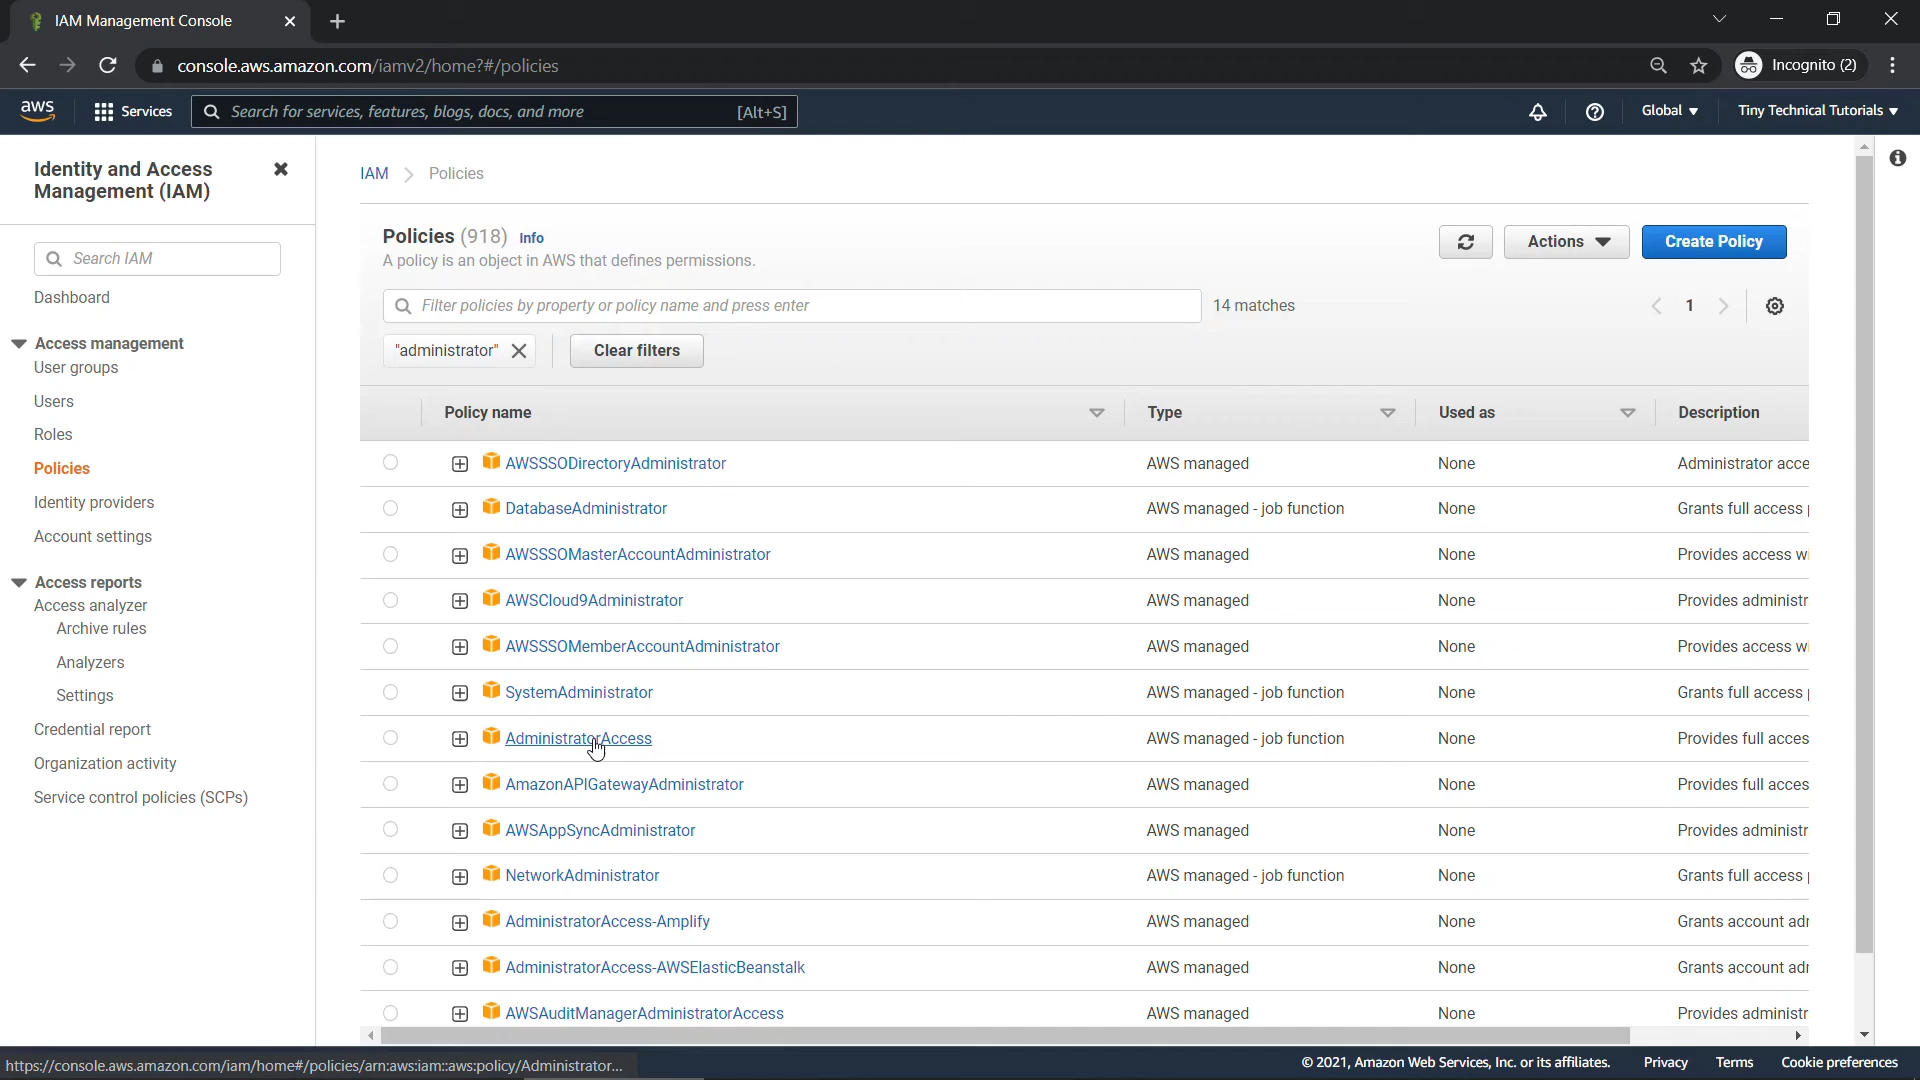 IAM Management Console
console.aws.amazon.com/iamv2/home?#/policies
Incognito (2)
aws
Services
Search for services, features, blogs, docs, and more [Alt+S]
Global
Tiny Technical Tutorials
Identity and Access
Management (IAM)
Search IAM
Dashboard
Access management
User groups
Users
Roles
Policies
Identity providers
Account settings
Access reports
Access analyzer
Archive rules
Analyzers
Settings
Credential report
Organization activity
Service control policies (SCPs)
IAM > Policies
Policies (918) Info
A policy is an object in AWS that defines permissions.
Actions
Create Policy
Filter policies by property or policy name and press enter
14 matches
1
"administrator"
Clear filters
Policy name Type Used as Description
AWSSSODirectoryAdministrator AWS managed None Administrator acce
DatabaseAdministrator AWS managed - job function None Grants full access
AWSSSOMasterAccountAdministrator AWS managed None Provides access wi
AWSCloud9Administrator AWS managed None Provides administr
AWSSSOMemberAccountAdministrator AWS managed None Provides access wi
SystemAdministrator AWS managed - job function None Grants full access
AdministratorAccess AWS managed - job function None Provides full acces
AmazonAPIGatewayAdministrator AWS managed None Provides full acces
AWSAppSyncAdministrator AWS managed None Provides administr
NetworkAdministrator AWS managed - job function None Grants full access
AdministratorAccess-Amplify AWS managed None Grants account adr
AdministratorAccess-AWSElasticBeanstalk AWS managed None Grants account adr
AWSAuditManagerAdministratorAccess AWS managed None Provides administr
https://console.aws.amazon.com/iam/home#/policies/arn:aws:iam::aws:policy/Administrator...
© 2021, Amazon Web Services, Inc. or its affiliates. Privacy Terms Cookie preferences